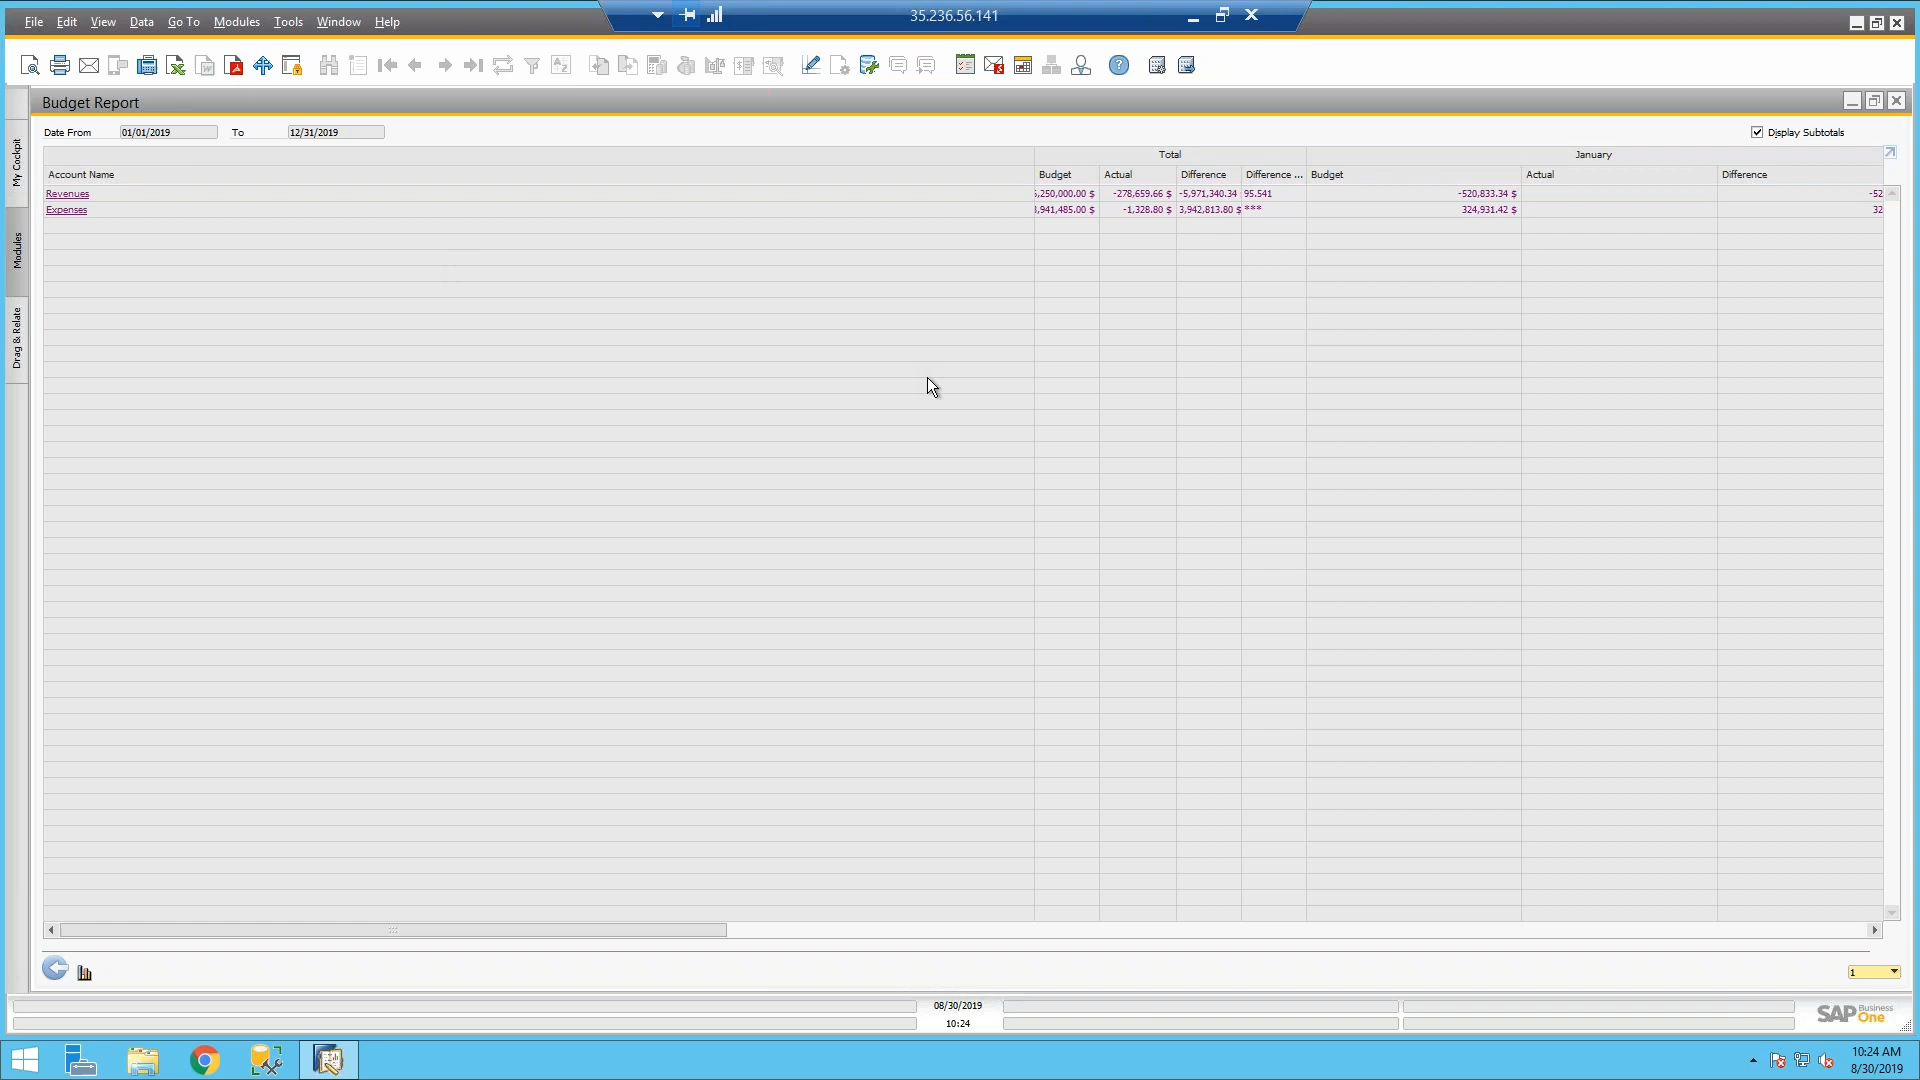 35.236.56.141
File Edit View Data Go To Modules Tools Window Help
Budget Report
Date From 01/01/2019 To 12/31/2019 Display Subtotals
Total January
Account Name Budget Actual Difference Difference ... Budget Actual Difference
Revenues ,250,000.00 $ -278,659.66 $ -5,971,340.34 95.541 -520,833.34 $ -52
Expenses ,941,485.00 $ -1,328.80 $ 3,942,813.80 $ *** 324,931.42 $ 32
My Cockpit
Modules
Drag & Relate
1
08/30/2019
10:24
SAP Business One
10:24 AM
8/30/2019